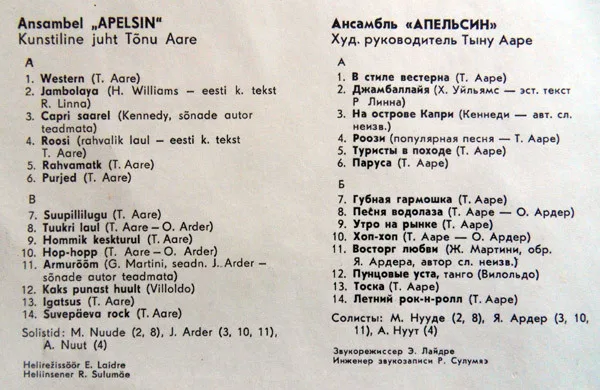 Ansambel „APELSIN“
Kunstiline juht Tõnu Aare
A
1. Western (T. Aare)
2. Jambolaya (H. Williams — eesti k. tekst
R. Linna)
3. Capri saarel (Kennedy, sõnade autor
teadmata)
4. Roosi (rahvalik laul — eesti k. tekst
T. Aare)
5. Rahvamatk (T. Aare)
6. Purjed (T. Aare)
B
7. Suupillilugu (T. Aare)
8. Tuukri laul (T. Aare — O. Arder)
9. Hommik keskturul (T. Aare)
10. Hop-hopp (T. Aare — O. Arder)
11. Armurõõm (G. Martini, seadn. J. Arder —
sõnade autor teadmata)
12. Kaks punast huult (Villoldo)
13. Igatsus (T. Aare)
14. Suvepäeva rock (T. Aare)
Solistid: M. Nuude (2, 8), J. Arder (3, 10, 11),
A. Nuut (4)
Helirežissöör E. Laidre
Heliinsener R. Sulumäe
Ансамбль «АПЕЛЬСИН»
Худ. руководитель Тыну Ааре
А
1. В стиле вестерна (Т. Ааре)
2. Джамбаллайя (Х. Уильямс — эст. текст
Р Линна)
3. На острове Капри (Кеннеди — авт. сл.
неизв.)
4. Роози (популярная песня — Т. Ааре)
5. Туристы в походе (Т. Ааре)
6. Паруса (Т. Ааре)
Б
7. Губная гармошка (Т. Ааре)
8. Песня водолаза (Т. Ааре — О. Ардер)
9. Утро на рынке (Т. Ааре)
10. Хоп-хоп (Т. Ааре — О. Ардер)
11. Восторг любви (Ж. Мартини, обр.
Я. Ардера, автор сл. неизв.)
12. Пунцовые уста, танго (Вилольдо)
13. Тоска (Т. Ааре)
14. Летний рок-н-ролл (Т. Ааре)
Солисты: М. Нууде (2, 8), Я. Ардер (3, 10,
11), А. Нуут (4)
Звукорежиссер Э. Лайдре
Инженер звукозаписи Р. Сулумяэ